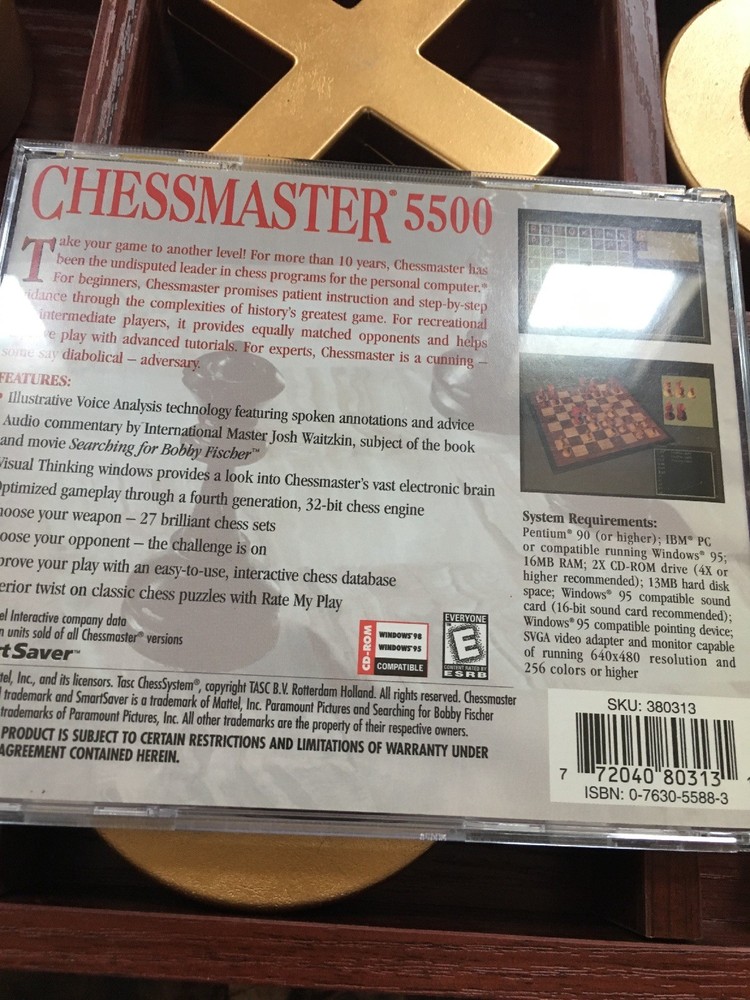 CHESSMASTER® 5500
Take your game to another level! For more than 10 years, Chessmaster has
been the undisputed leader in chess programs for the personal computer.*
For beginners, Chessmaster promises patient instruction and step-by-step
idance through the complexities of history's greatest game. For recreational
intermediate players, it provides equally matched opponents and helps
e play with advanced tutorials. For experts, Chessmaster is a cunning –
some say diabolical – adversary.
FEATURES:
• Illustrative Voice Analysis technology featuring spoken annotations and advice
Audio commentary by International Master Josh Waitzkin, subject of the book
and movie Searching for Bobby Fischer™
Visual Thinking windows provides a look into Chessmaster's vast electronic brain
Optimized gameplay through a fourth generation, 32-bit chess engine
hoose your weapon – 27 brilliant chess sets
oose your opponent – the challenge is on
prove your play with an easy-to-use, interactive chess database
erior twist on classic chess puzzles with Rate My Play
el Interactive company data
n units sold of all Chessmaster® versions
rtSaver™
CD-ROM
WINDOWS 98
WINDOWS 95
COMPATIBLE
EVERYONE
E
CONTENT RATED BY
ESRB
tel, Inc., and its licensors. Tasc ChessSystem®, copyright TASC B.V. Rotterdam Holland. All rights reserved. Chessmaster
trademark and SmartSaver is a trademark of Mattel, Inc. Paramount Pictures and Searching for Bobby Fischer
trademarks of Paramount Pictures, Inc. All other trademarks are the property of their respective owners.
PRODUCT IS SUBJECT TO CERTAIN RESTRICTIONS AND LIMITATIONS OF WARRANTY UNDER
AGREEMENT CONTAINED HEREIN.
System Requirements:
Pentium® 90 (or higher); IBM® PC
or compatible running Windows® 95;
16MB RAM; 2X CD-ROM drive (4X or
higher recommended); 13MB hard disk
space; Windows® 95 compatible sound
card (16-bit sound card recommended);
Windows® 95 compatible pointing device;
SVGA video adapter and monitor capable
of running 640x480 resolution and
256 colors or higher
SKU: 380313
7 72040 80313
ISBN: 0-7630-5588-3